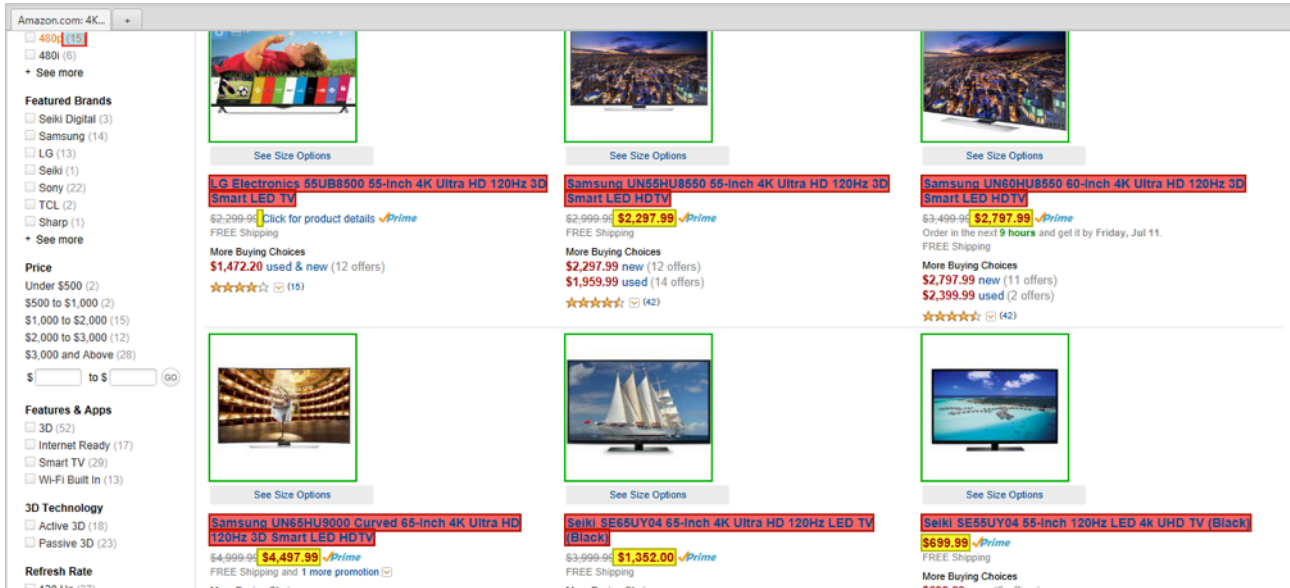 Amazon.com: 4K...
+
480p (15)
480i (6)
+ See more
Featured Brands
Seiki Digital (3)
Samsung (14)
LG (13)
Seiki (1)
Sony (22)
TCL (2)
Sharp (1)
+ See more
Price
Under $500 (2)
$500 to $1,000 (2)
$1,000 to $2,000 (15)
$2,000 to $3,000 (12)
$3,000 and Above (28)
$ to $ GO
Features & Apps
3D (52)
Internet Ready (17)
Smart TV (29)
Wi-Fi Built In (13)
3D Technology
Active 3D (18)
Passive 3D (23)
Refresh Rate
See Size Options
LG Electronics 55UB8500 55-Inch 4K Ultra HD 120Hz 3D
Smart LED TV
$2,299.99 Click for product details Prime
FREE Shipping
More Buying Choices
$1,472.20 used & new (12 offers)
(15)
See Size Options
Samsung UN55HU8550 55-Inch 4K Ultra HD 120Hz 3D
Smart LED HDTV
$2,999.99 $2,297.99 Prime
FREE Shipping
More Buying Choices
$2,297.99 new (12 offers)
$1,959.99 used (14 offers)
(42)
See Size Options
Samsung UN60HU8550 60-Inch 4K Ultra HD 120Hz 3D
Smart LED HDTV
$3,499.99 $2,797.99 Prime
Order in the next 9 hours and get it by Friday, Jul 11.
FREE Shipping
More Buying Choices
$2,797.99 new (11 offers)
$2,399.99 used (2 offers)
(42)
See Size Options
Samsung UN65HU9000 Curved 65-Inch 4K Ultra HD
120Hz 3D Smart LED HDTV
$4,999.99 $4,497.99 Prime
FREE Shipping and 1 more promotion
See Size Options
Seiki SE65UY04 65-Inch 4K Ultra HD 120Hz LED TV
(Black)
$3,999.99 $1,352.00 Prime
FREE Shipping
See Size Options
Seiki SE55UY04 55-Inch 120Hz LED 4k UHD TV (Black)
$699.99 Prime
FREE Shipping
More Buying Choices